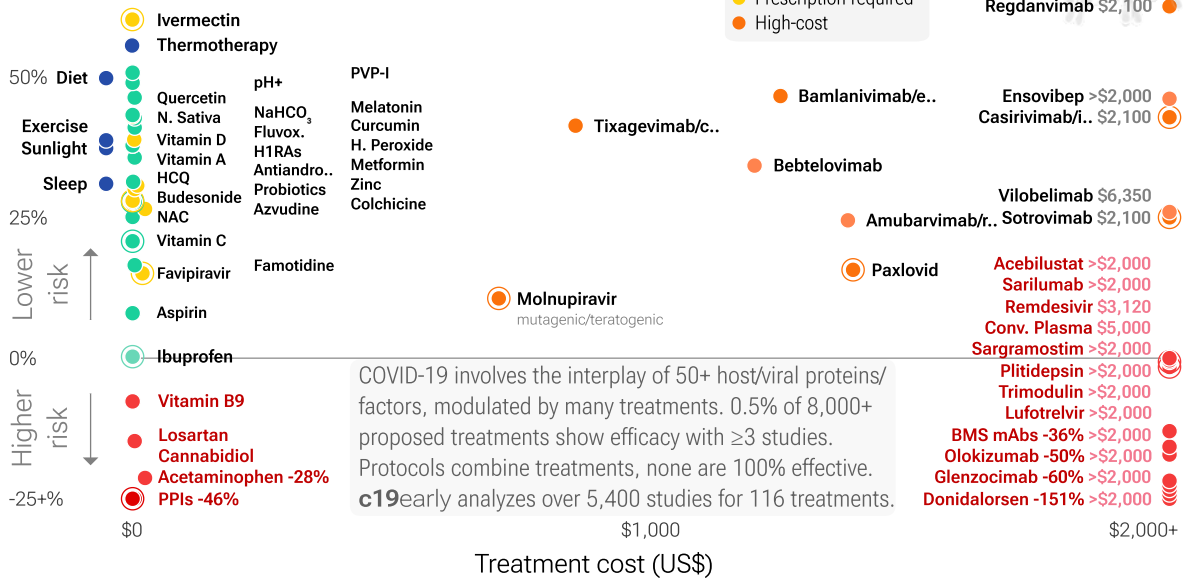 Prescription required
High-cost
Regdanvimab $2,100
Ivermectin
Thermotherapy
50% Diet
PVP-I
pH+
Quercetin
N. Sativa
NaHCO3
Melatonin
Exercise
Fluvox.
Curcumin
Sunlight
Vitamin D
H1RAs
H. Peroxide
Vitamin A
Antiandro..
Metformin
Sleep
HCQ
Probiotics
Zinc
Budesonide
Azvudine
Colchicine
25%
NAC
Vitamin C
Famotidine
Favipiravir
Aspirin
Lower
risk
Bamlanivimab/e..
Tixagevimab/c..
Bebtelovimab
Amubarvimab/r..
Paxlovid
Molnupiravir
mutagenic/teratogenic
Ensovibep >$2,000
Casirivimab/i.. $2,100
Vilobelimab $6,350
Sotrovimab $2,100
Acebilustat >$2,000
Sarilumab >$2,000
Remdesivir $3,120
Conv. Plasma $5,000
Sargramostim >$2,000
Plitidepsin >$2,000
Trimodulin >$2,000
Lufotrelvir >$2,000
BMS mAbs -36% >$2,000
Olokizumab -50% >$2,000
Glenzocimab -60% >$2,000
Donidalorsen -151% >$2,000
0%
Ibuprofen
Higher
risk
Vitamin B9
Losartan
Cannabidiol
Acetaminophen -28%
-25+%
PPIs -46%
COVID-19 involves the interplay of 50+ host/viral proteins/
factors, modulated by many treatments. 0.5% of 8,000+
proposed treatments show efficacy with ≥3 studies.
Protocols combine treatments, none are 100% effective.
c19early analyzes over 5,400 studies for 116 treatments.
$0
$1,000
$2,000+
Treatment cost (US$)